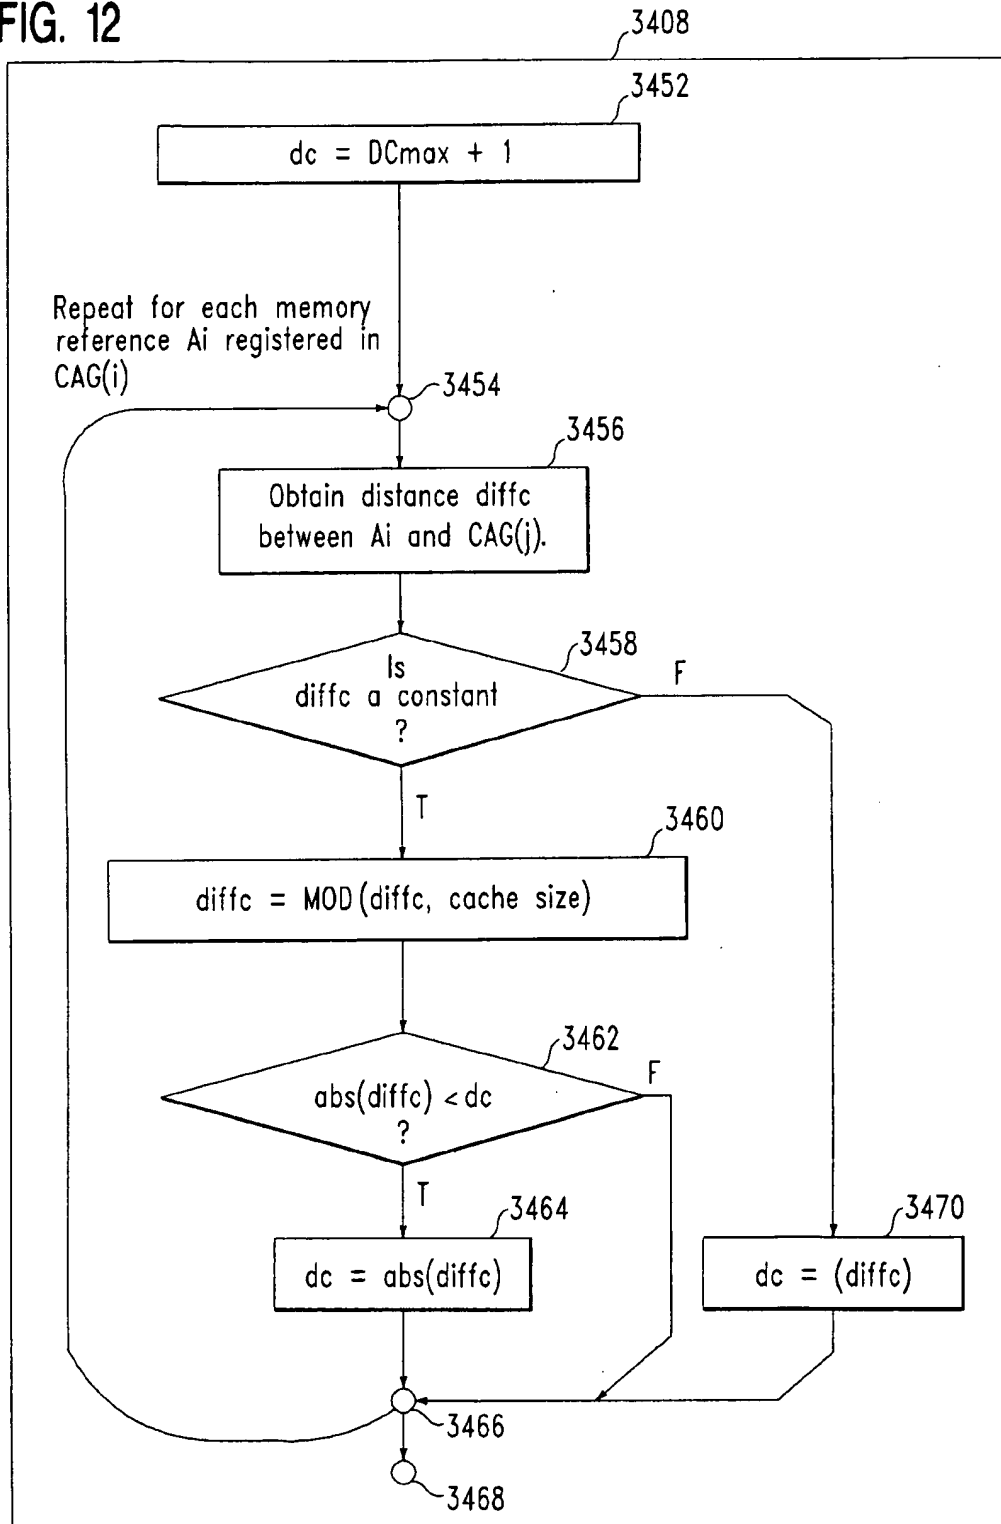 FIG. 12
3408
3452
dc = DCmax + 1
Repeat for each memory
reference Ai registered in
CAG(i)
3454
3456
Obtain distance diffc
between Ai and CAG(j).
3458
Is
diffc a constant
?
F
T
3460
diffc = MOD(diffc, cache size)
3462
abs(diffc) < dc
?
F
T
3464
dc = abs(diffc)
3470
dc = (diffc)
3466
3468